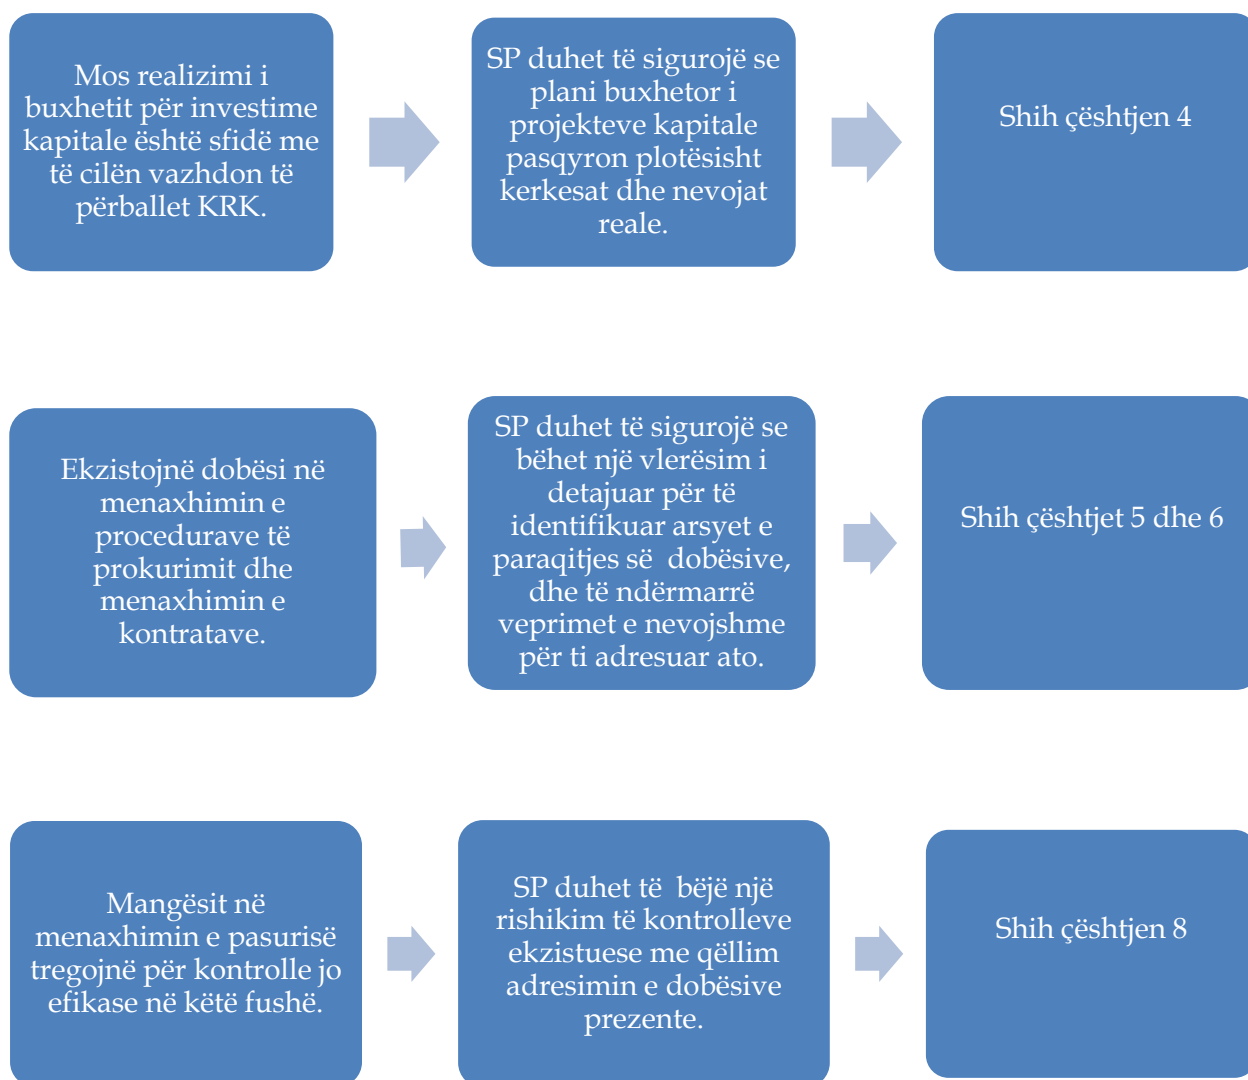 Mos realizimi i
buxhetit për investime
kapitale është sfidë me
të cilën vazhdon të
përballet KRK.
SP duhet të sigurojë se
plani buxhetor i
projekteve kapitale
pasqyron plotësisht
kerkesat dhe nevojat
reale.
Shih çështjen 4
Ekzistojnë dobësi në
menaxhimin e
procedurave të
prokurimit dhe
menaxhimin e
kontratave.
SP duhet të sigurojë se
bëhet një vlerësim i
detajuar për të
identifikuar arsyet e
paraqitjes së dobësive,
dhe të ndërmarrë
veprimet e nevojshme
për ti adresuar ato.
Shih çështjet 5 dhe 6
Mangësit në
menaxhimin e pasurisë
tregojnë për kontrolle jo
efikase në këtë fushë.
SP duhet të bëjë një
rishikim të kontrolleve
ekzistuese me qëllim
adresimin e dobësive
prezente.
Shih çështjen 8